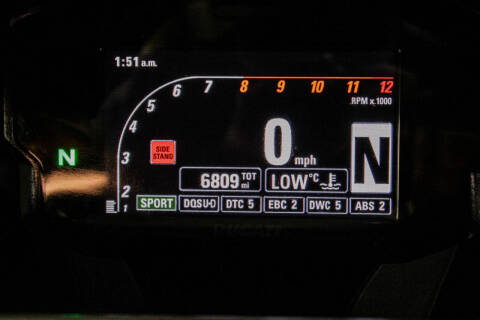 1:51 a.m.
1 2 3 4 5 6 7 8 9 10 11 12
RPM x 1000
SIDE
STAND
0 mph
N
N
6809 TOT mi
LOW °C
SPORT DQSU-D DTC 5 EBC 2 DWC 5 ABS 2